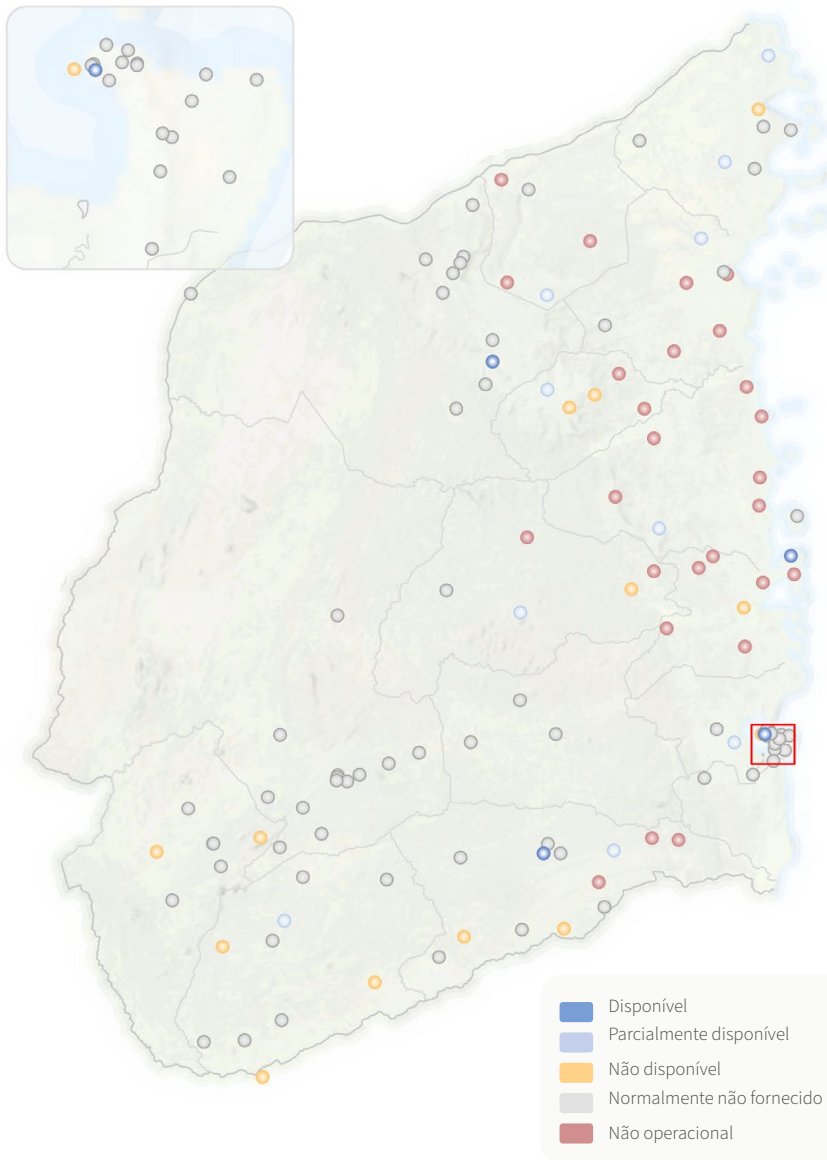 Disponível
Parcialmente disponível
Não disponível
Normalmente não fornecido
Não operacional